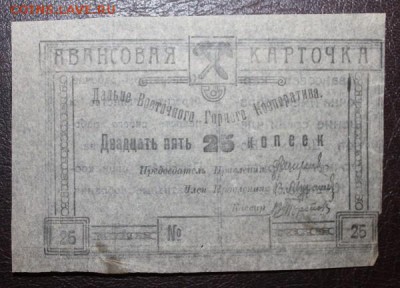 COINS.LAVE.RU
АВАНСОВАЯ КАРТОЧКА
Дальне Восточного Горного Кооператива.
Двадцать пять 25 копеек
Председатель Правления
Член Правления
Кассир
25 № 25